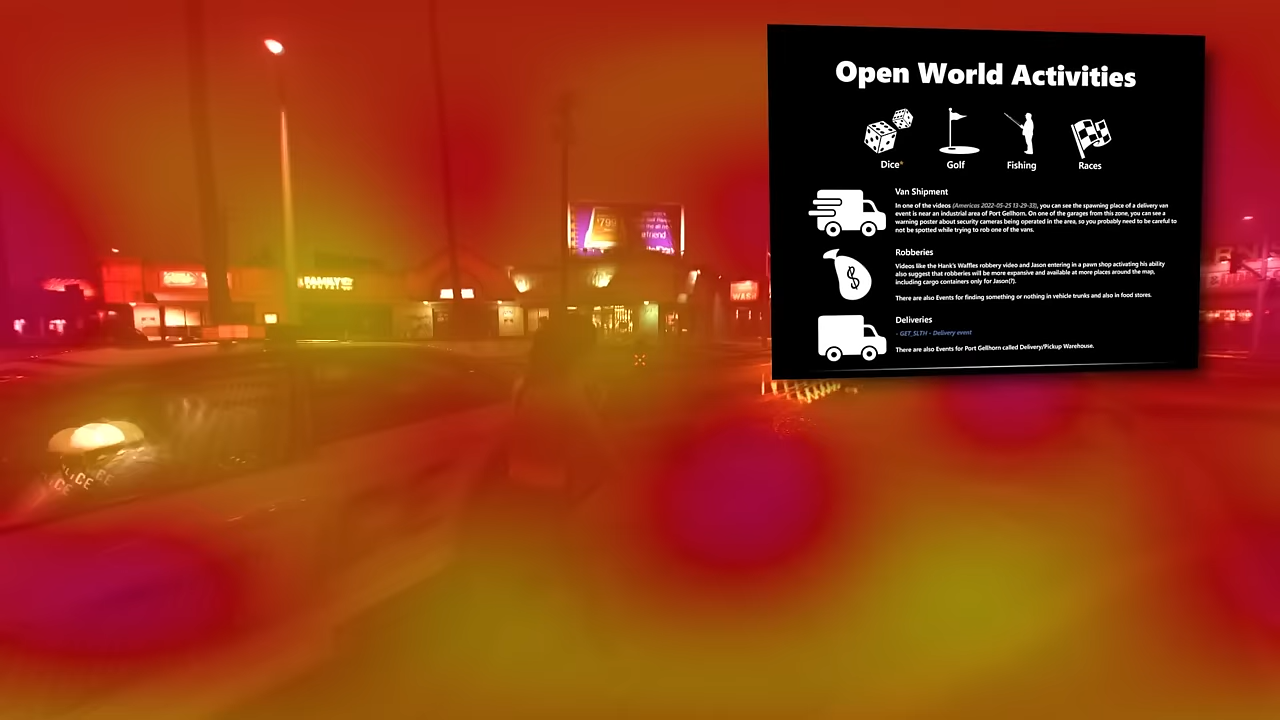 Open World Activities
Dice*
Golf
Fishing
Races
Van Shipment
In one of the videos (Americas 2022-05-25 13-29-33), you can see the spawning place of a delivery van
event is near an industrial area of Port Gellhorn. On one of the garages from this zone, you can see a
warning poster about security cameras being operated in the area, so you probably need to be careful to
not be spotted while trying to rob one of the vans.
Robberies
Videos like the Hank's Waffles robbery video and Jason entering in a pawn shop activating his ability
also suggest that robberies will be more expansive and available at more places around the map,
including cargo containers only for Jason(?).
There are also Events for finding something or nothing in vehicle trunks and also in food stores.
Deliveries
- GET_SLTH - Delivery event
There are also Events for Port Gellhorn called Delivery/Pickup Warehouse.
$799
a friend
WASH